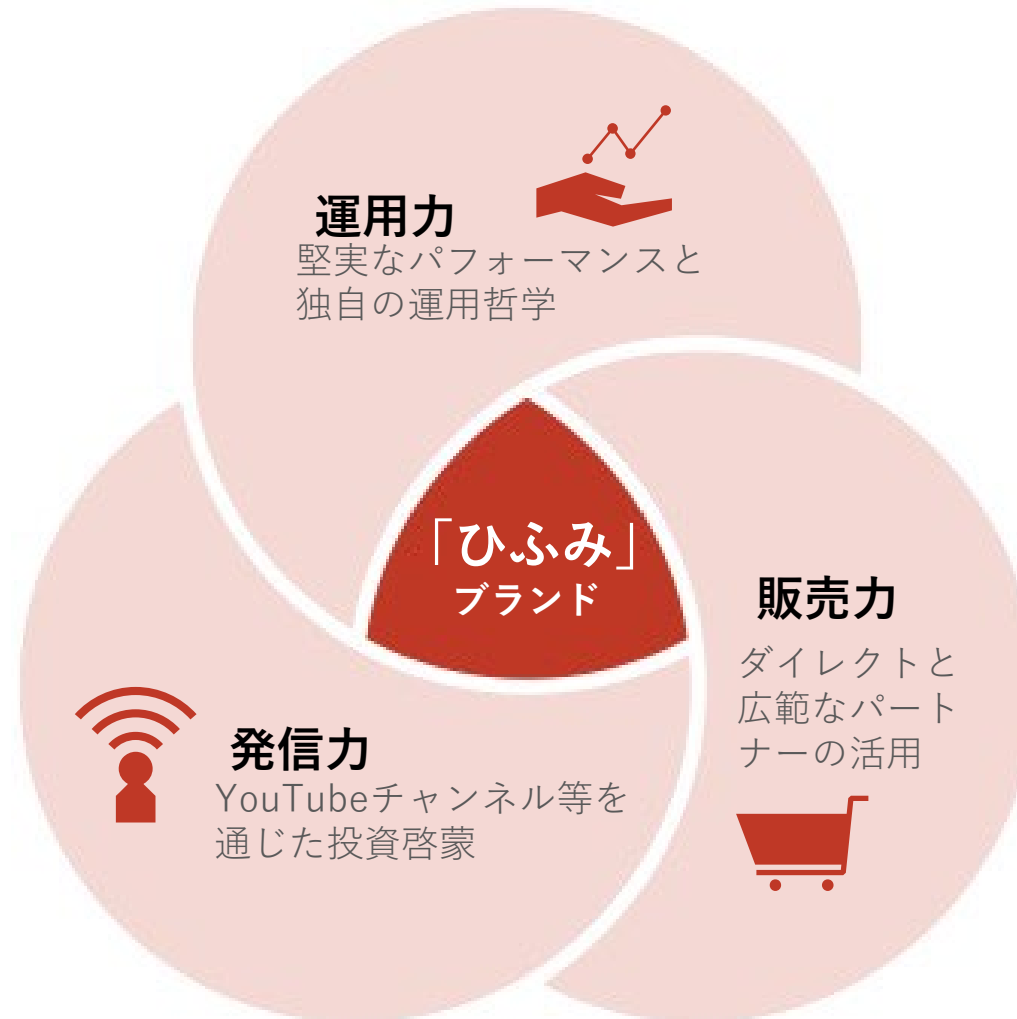 運用力
堅実なパフォーマンスと
独自の運用哲学
「ひふみ」
ブランド
販売力
ダイレクトと
広範なパート
ナーの活用
発信力
YouTubeチャンネル等を
通じた投資啓蒙